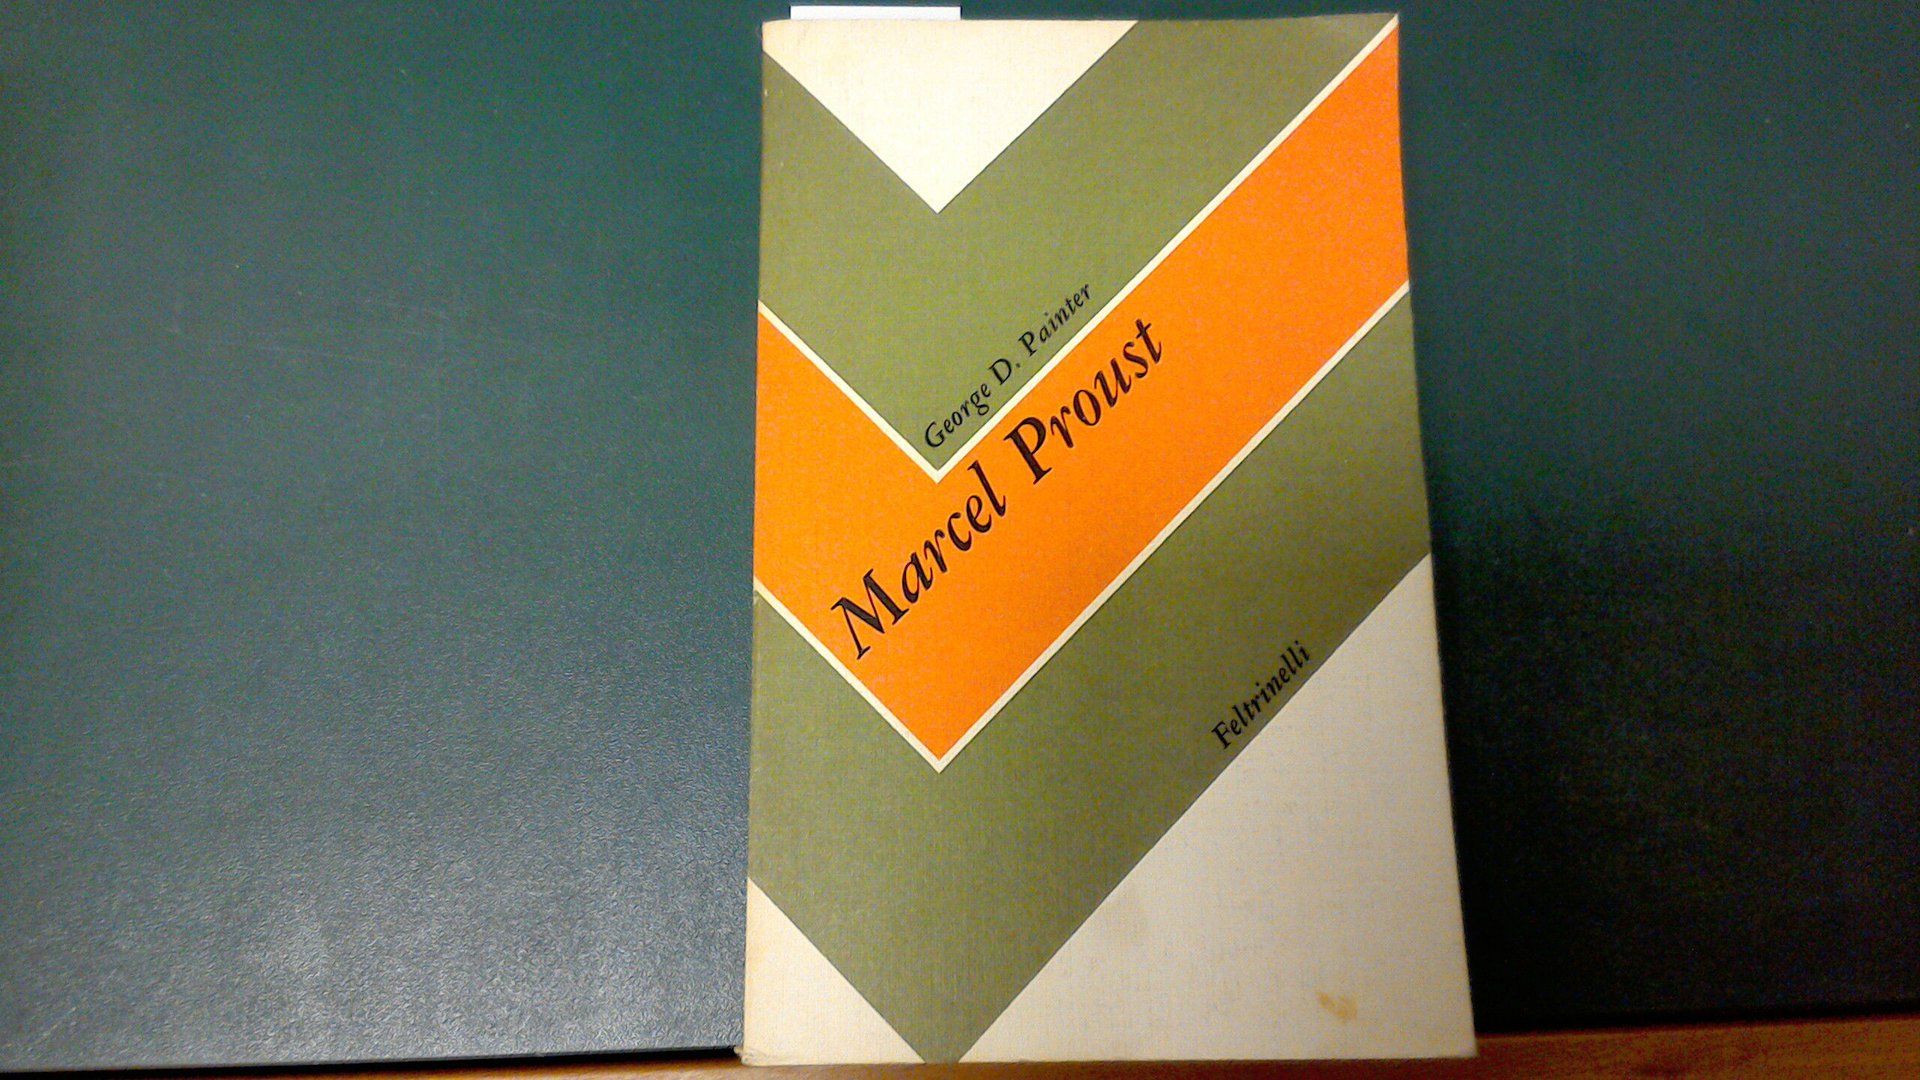 George D. Painter
Marcel Proust
Feltrinelli